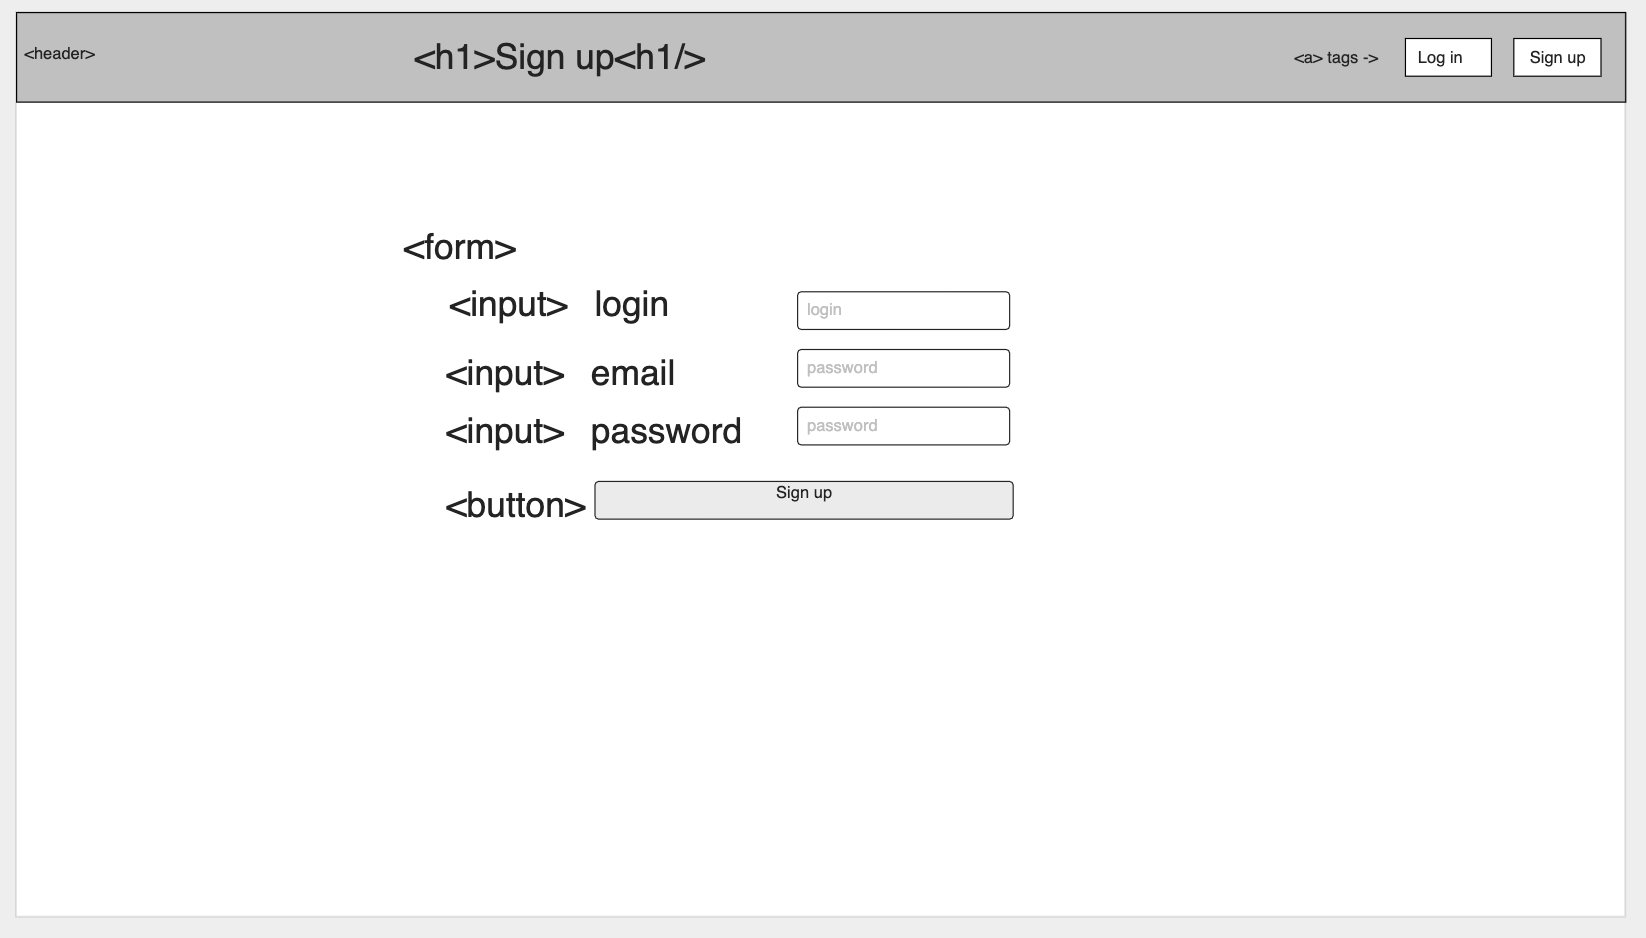 <header>
<h1>Sign up<h1/>
<a> tags ->
Log in
Sign up
<form>
<input> login
login
<input> email
password
<input> password
password
<button>
Sign up